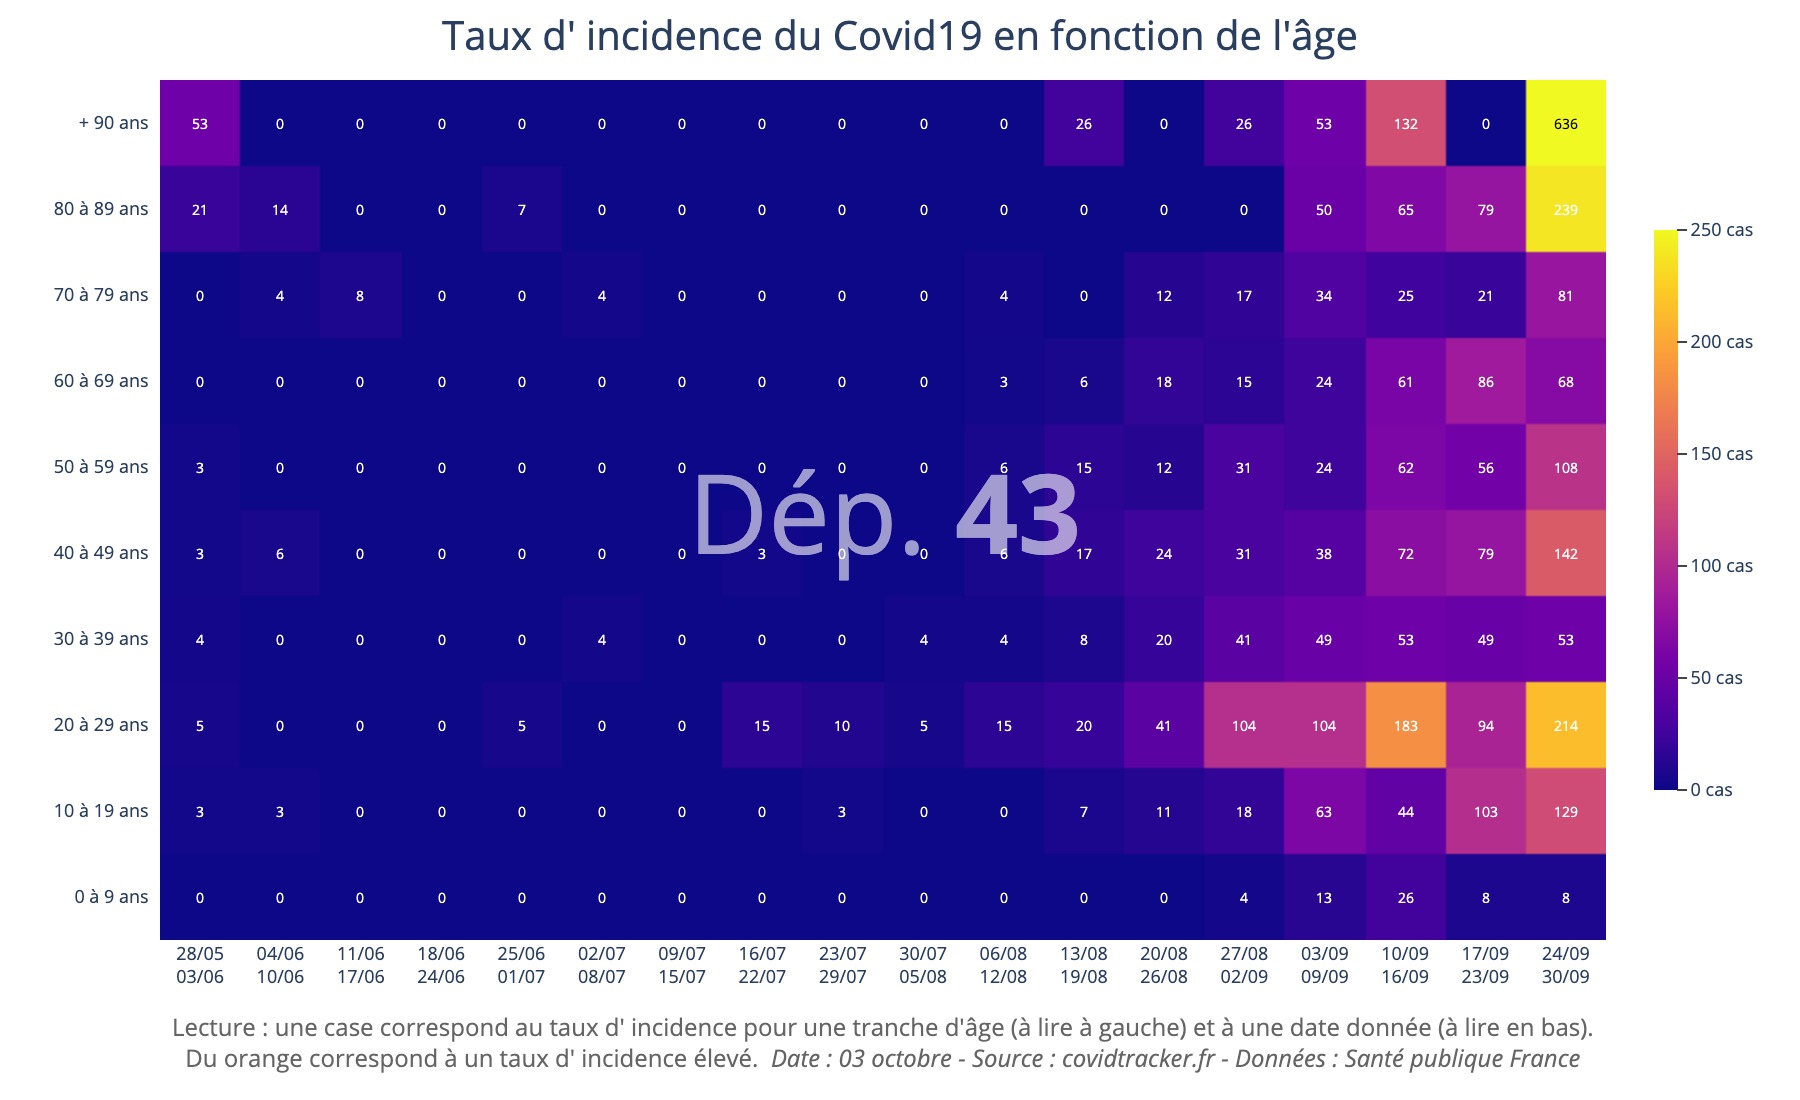 Taux d' incidence du Covid19 en fonction de l'âge
+ 90 ans 53 0 0 0 0 0 0 0 0 0 0 26 0 26 53 132 0 636
80 à 89 ans 21 14 0 0 7 0 0 0 0 0 0 0 0 0 50 65 79 239
70 à 79 ans 0 4 8 0 0 4 0 0 0 0 4 0 12 17 34 25 21 81
60 à 69 ans 0 0 0 0 0 0 0 0 0 0 3 6 18 15 24 61 86 68
50 à 59 ans 3 0 0 0 0 0 0 0 0 0 6 15 12 31 24 62 56 108
Dép. 43
40 à 49 ans 3 6 0 0 0 0 0 3 0 0 6 17 24 31 38 72 79 142
30 à 39 ans 4 0 0 0 0 4 0 0 0 4 4 8 20 41 49 53 49 53
20 à 29 ans 5 0 0 0 5 0 0 15 10 5 15 20 41 104 104 183 94 214
10 à 19 ans 3 3 0 0 0 0 0 0 3 0 0 7 11 18 63 44 103 129
0 à 9 ans 0 0 0 0 0 0 0 0 0 0 0 0 0 4 13 26 8 8
28/05 04/06 11/06 18/06 25/06 02/07 09/07 16/07 23/07 30/07 06/08 13/08 20/08 27/08 03/09 10/09 17/09 24/09
03/06 10/06 17/06 24/06 01/07 08/07 15/07 22/07 29/07 05/08 12/08 19/08 26/08 02/09 09/09 16/09 23/09 30/09
250 cas
200 cas
150 cas
100 cas
50 cas
0 cas
Lecture : une case correspond au taux d' incidence pour une tranche d'âge (à lire à gauche) et à une date donnée (à lire en bas).
Du orange correspond à un taux d' incidence élevé. Date : 03 octobre - Source : covidtracker.fr - Données : Santé publique France